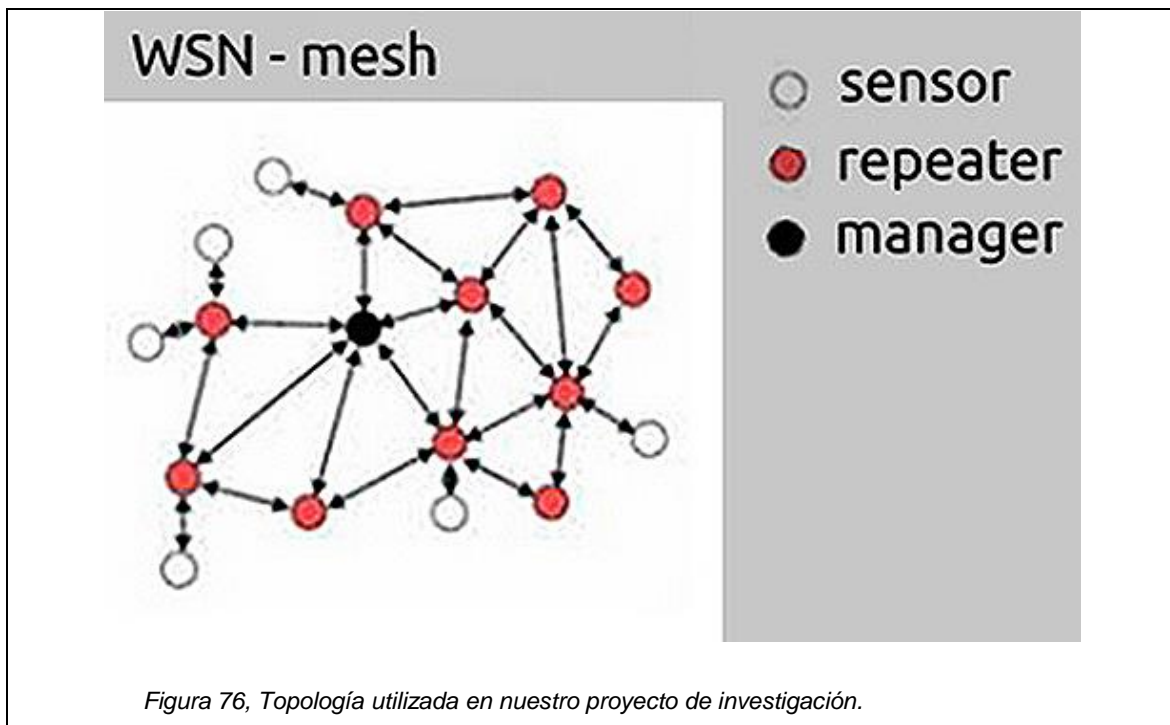 WSN - mesh
sensor
repeater
manager
Figura 76, Topología utilizada en nuestro proyecto de investigación.